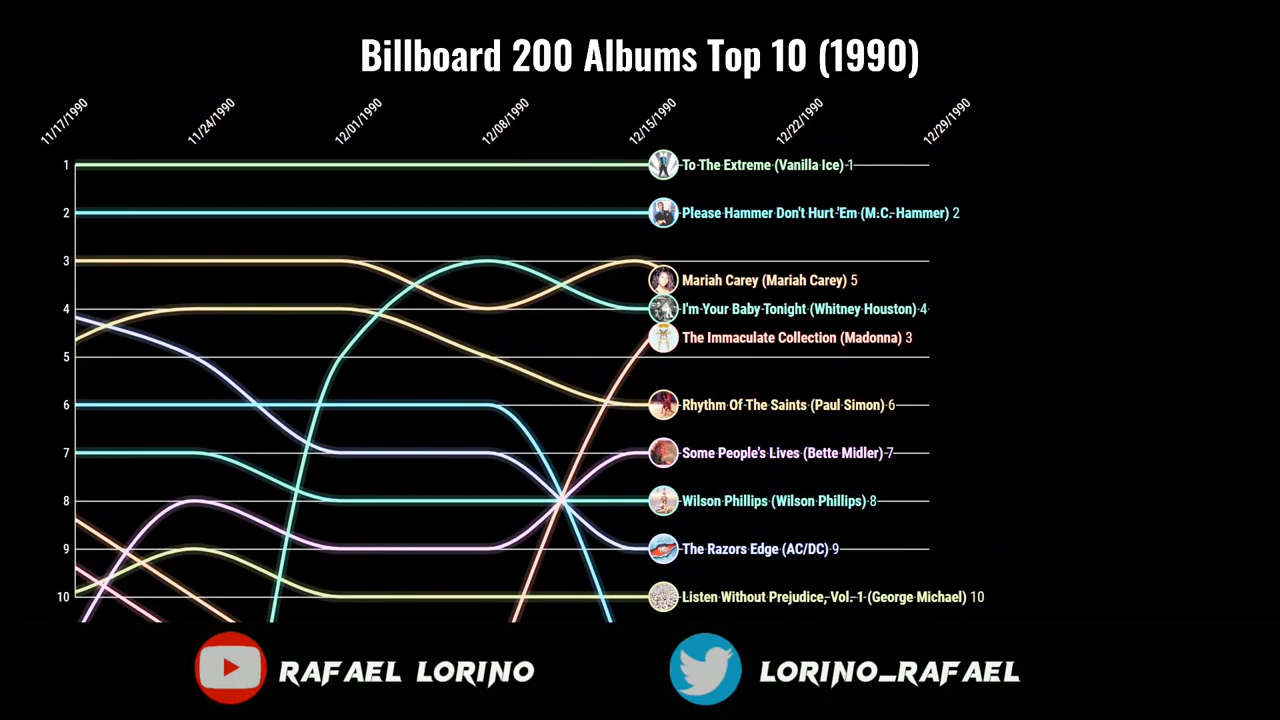 Billboard 200 Albums Top 10 (1990)
11/17/1990 11/24/1990 12/01/1990 12/08/1990 12/15/1990 12/22/1990 12/29/1990
1 To The Extreme (Vanilla Ice) 1
2 Please Hammer Don't Hurt 'Em (M.C. Hammer) 2
3
Mariah Carey (Mariah Carey) 5
4 I'm Your Baby Tonight (Whitney Houston) 4
The Immaculate Collection (Madonna) 3
5
6 Rhythm Of The Saints (Paul Simon) 6
7 Some People's Lives (Bette Midler) 7
8 Wilson Phillips (Wilson Phillips) 8
9 The Razors Edge (AC/DC) 9
10 Listen Without Prejudice, Vol. 1 (George Michael) 10
RAFAEL LORINO LORINO_RAFAEL